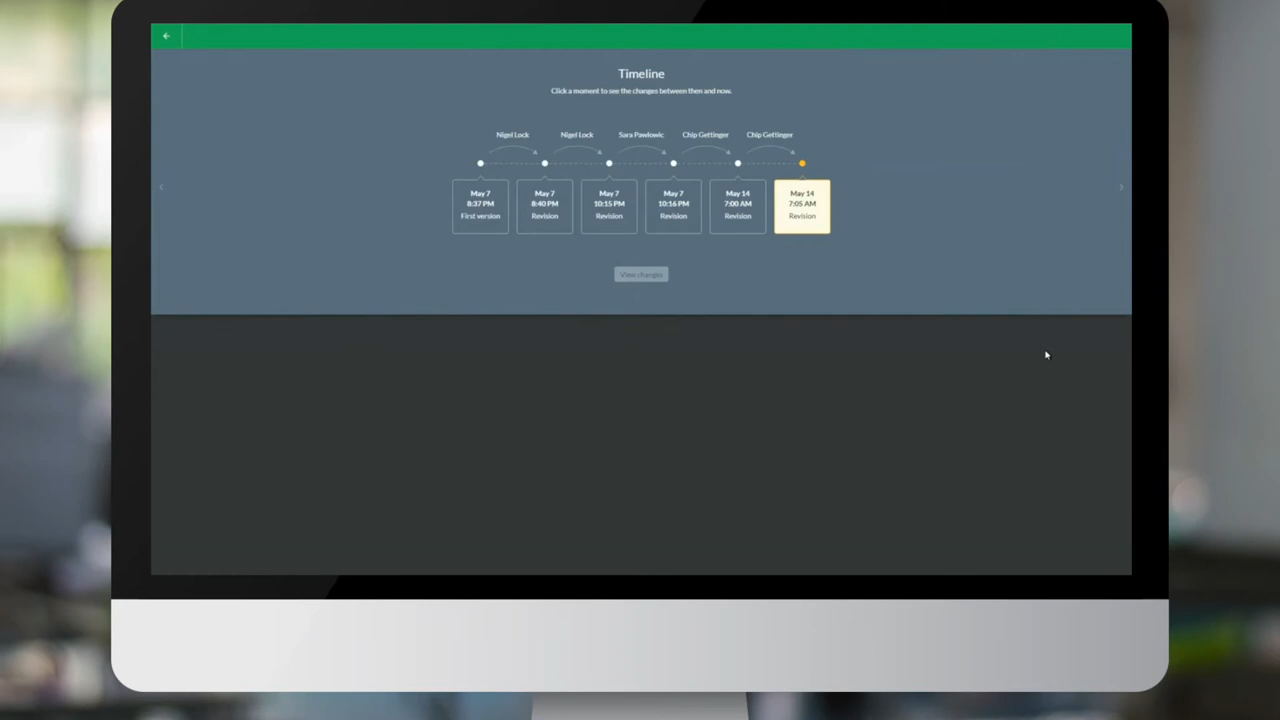 Timeline
Click a moment to see the changes between then and now.
Nigel Lock Nigel Lock Sara Pawlowic Chip Gettinger Chip Gettinger
May 7 May 7 May 7 May 7 May 14 May 14
8:37 PM 8:40 PM 10:15 PM 10:16 PM 7:00 AM 7:05 AM
First version Revision Revision Revision Revision Revision
View changes